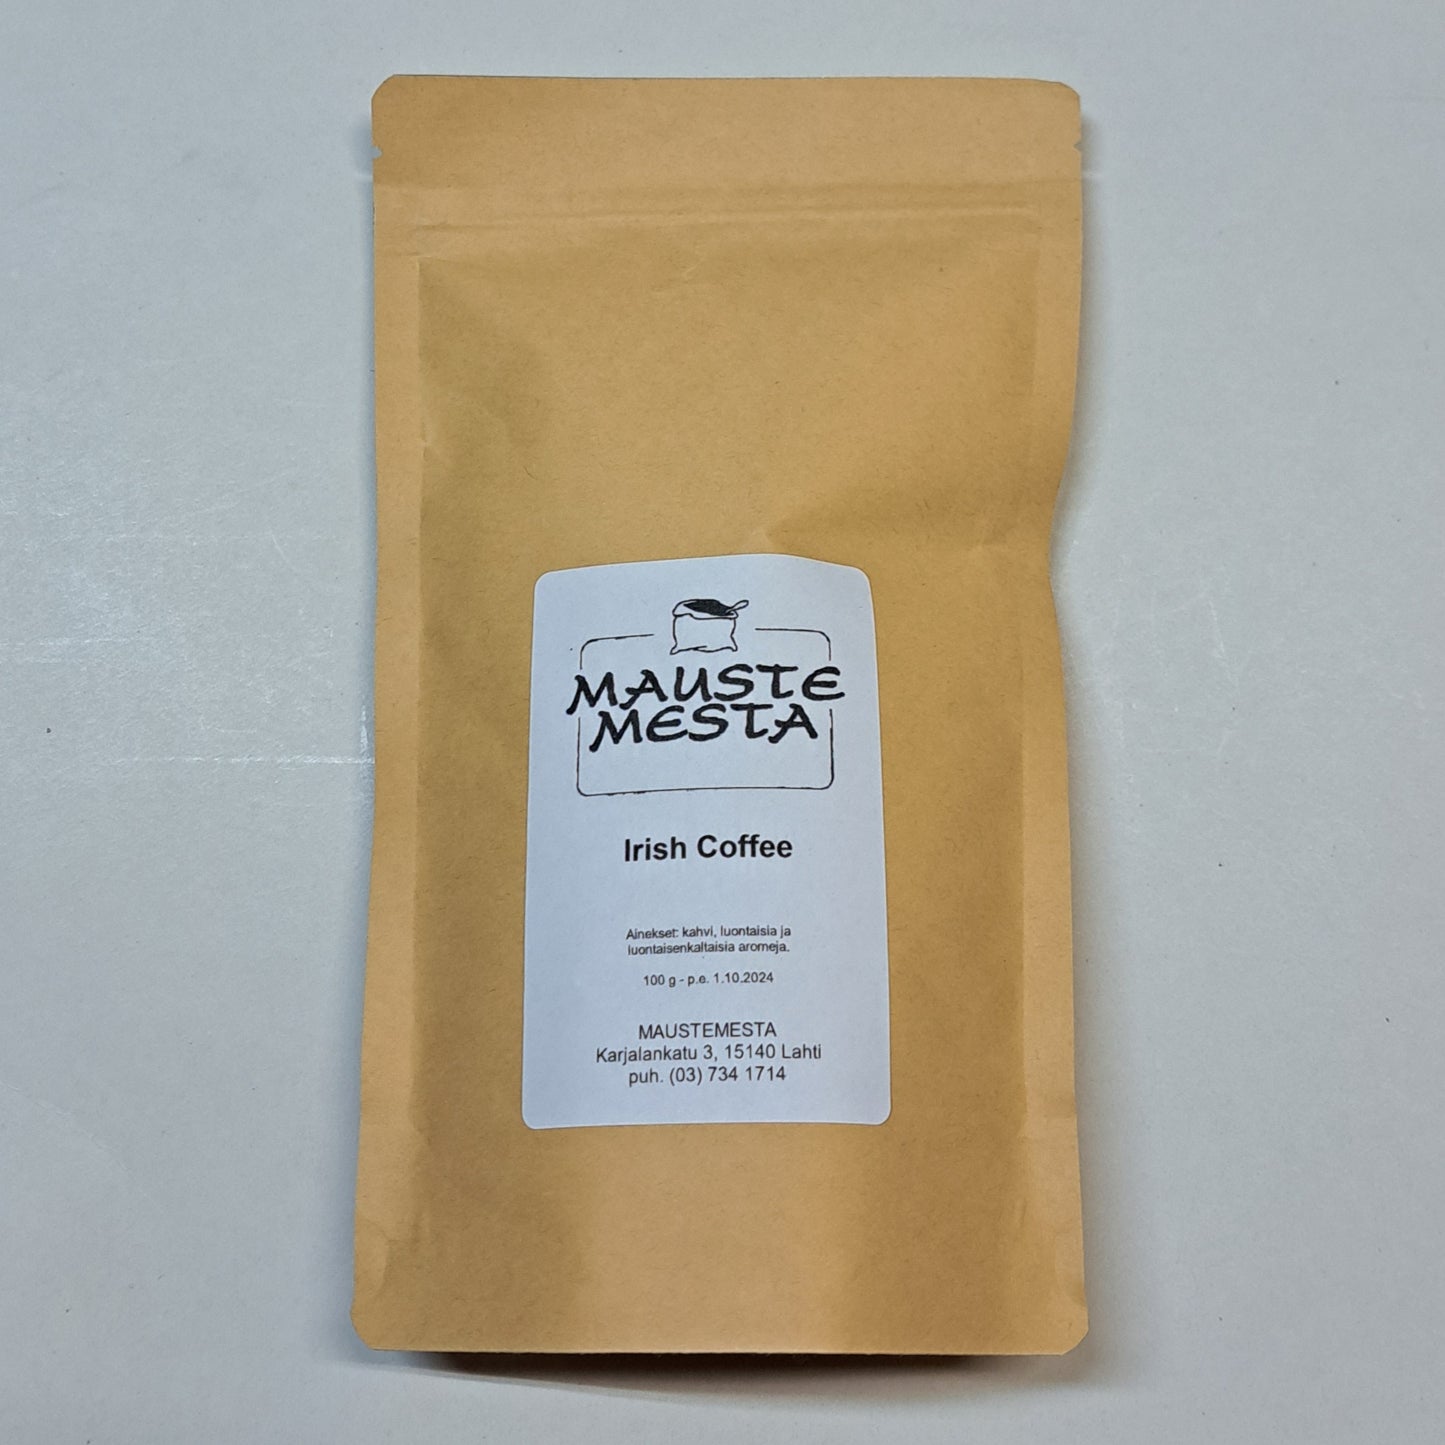 MAUSTE
MESTA
Irish Coffee
Ainekset: kahvi, luontaisia ja
luontaisenkaltaisia aromeja.
100 g - p.e. 1.10.2024
MAUSTEMESTA
Karjalankatu 3, 15140 Lahti
puh. (03) 734 1714